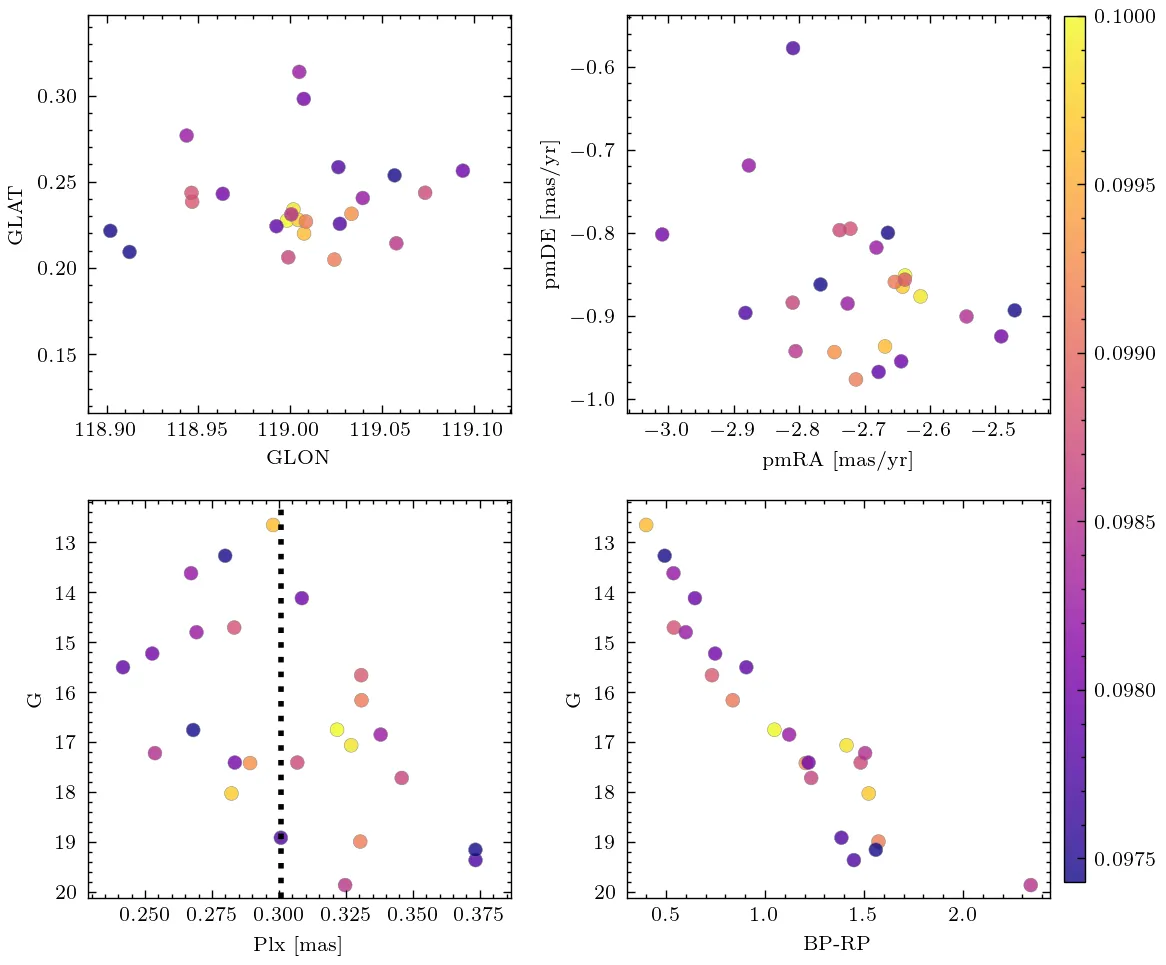 GLAT
0.30
0.25
0.20
0.15
118.90 118.95 119.00 119.05 119.10
GLON
pmDE [mas/yr]
−0.6
−0.7
−0.8
−0.9
−1.0
−3.0 −2.9 −2.8 −2.7 −2.6 −2.5
pmRA [mas/yr]
0.1000
0.0995
0.0990
0.0985
0.0980
0.0975
G
13
14
15
16
17
18
19
20
0.250 0.275 0.300 0.325 0.350 0.375
Plx [mas]
G
13
14
15
16
17
18
19
20
0.5 1.0 1.5 2.0
BP-RP